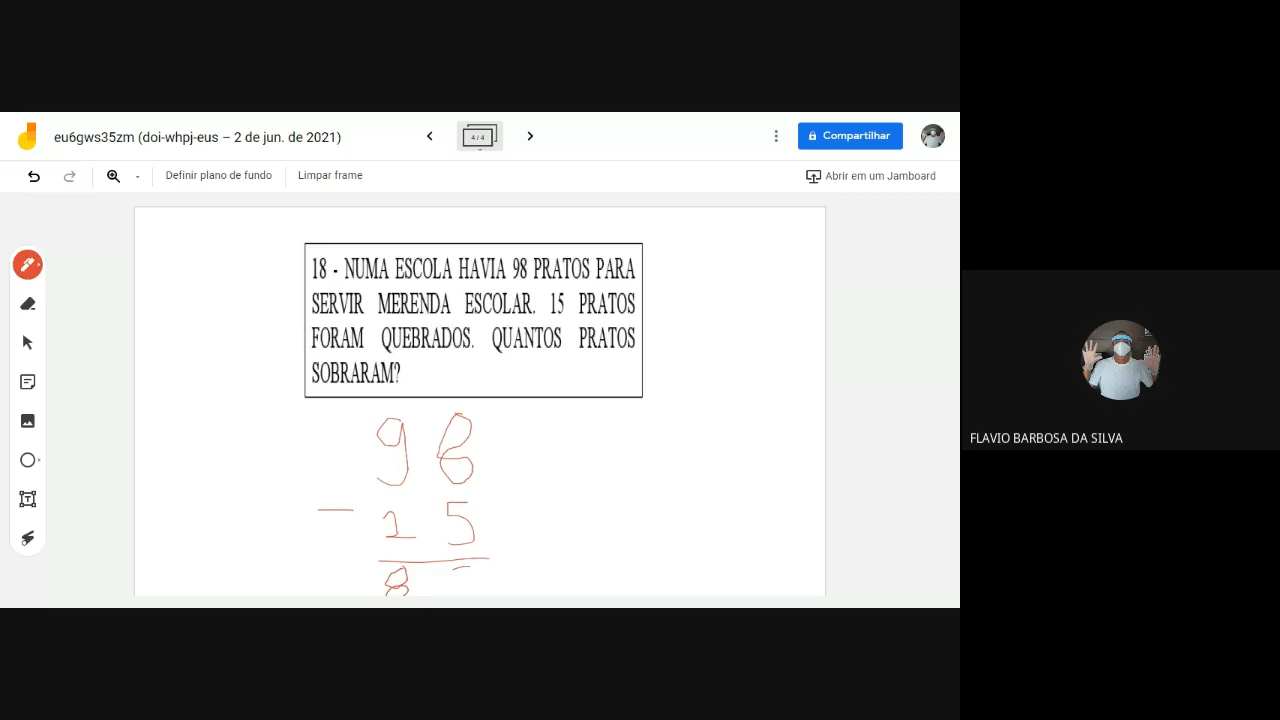 eu6gws35zm (doi-whpj-eus – 2 de jun. de 2021)
4 / 4
Compartilhar
Definir plano de fundo
Limpar frame
Abrir em um Jamboard
18 - NUMA ESCOLA HAVIA 98 PRATOS PARA
SERVIR MERENDA ESCOLAR. 15 PRATOS
FORAM QUEBRADOS. QUANTOS PRATOS
SOBRARAM?
98
- 15
8
FLAVIO BARBOSA DA SILVA